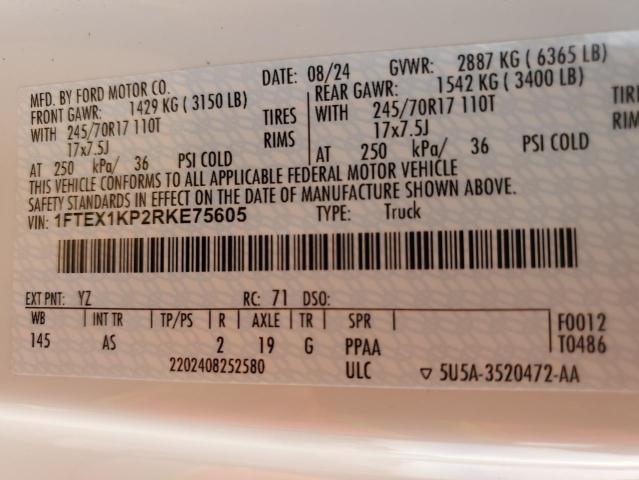 MFD. BY FORD MOTOR CO. DATE: 08/24 GVWR: 2887 KG ( 6365 LB)
FRONT GAWR: 1429 KG ( 3150 LB) REAR GAWR: 1542 KG ( 3400 LB)
WITH 245/70R17 110T TIRES WITH 245/70R17 110T
17x7.5J RIMS 17x7.5J RIMS
AT 250 kPa/ 36 PSI COLD AT 250 kPa/ 36 PSI COLD
THIS VEHICLE CONFORMS TO ALL APPLICABLE FEDERAL MOTOR VEHICLE
SAFETY STANDARDS IN EFFECT ON THE DATE OF MANUFACTURE SHOWN ABOVE.
VIN: 1FTEX1KP2RKE75605 TYPE: Truck
EXT PNT: YZ RC: 71 DSO:
WB INT TR TP/PS R AXLE TR SPR F0012
145 AS 2 19 G PPAA T0486
2202408252580 ULC ▽ 5U5A-3520472-AA